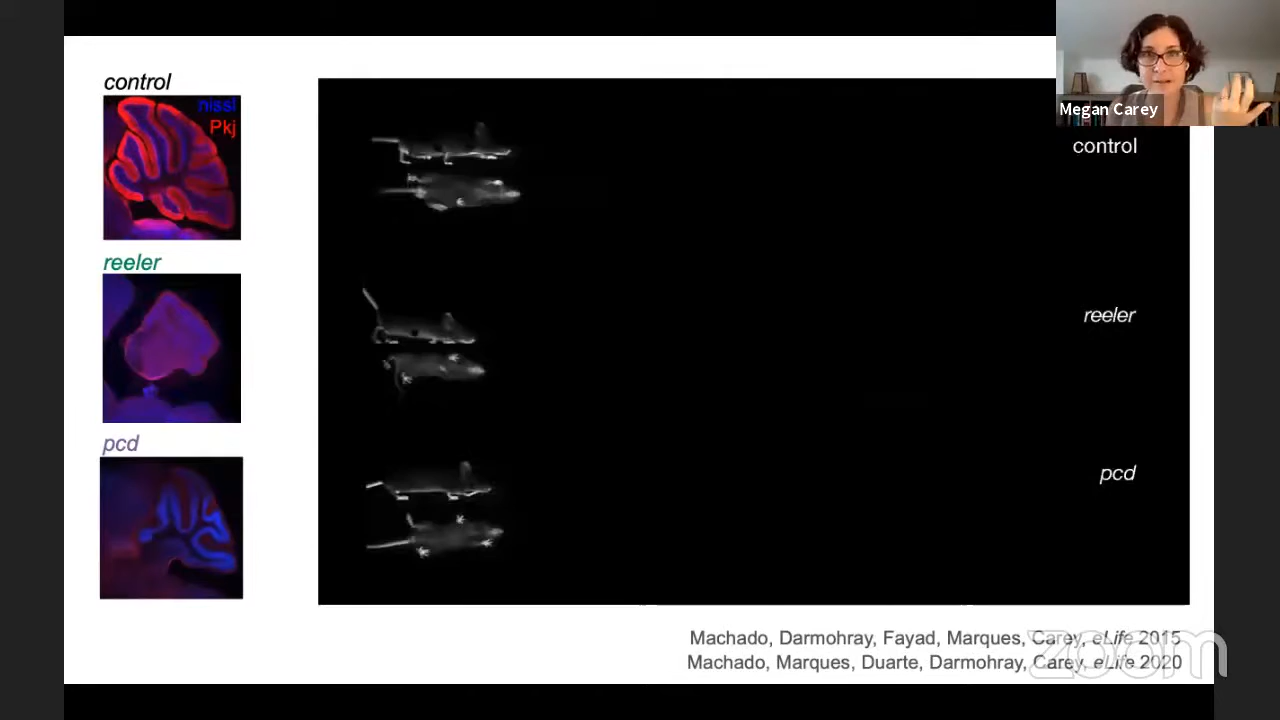 control
nissl
Pkj
reeler
pcd
Megan Carey
control
reeler
pcd
Machado, Darmohray, Fayad, Marques, Carey, eLife 2015
Machado, Marques, Duarte, Darmohray, Carey, eLife 2020
zoom